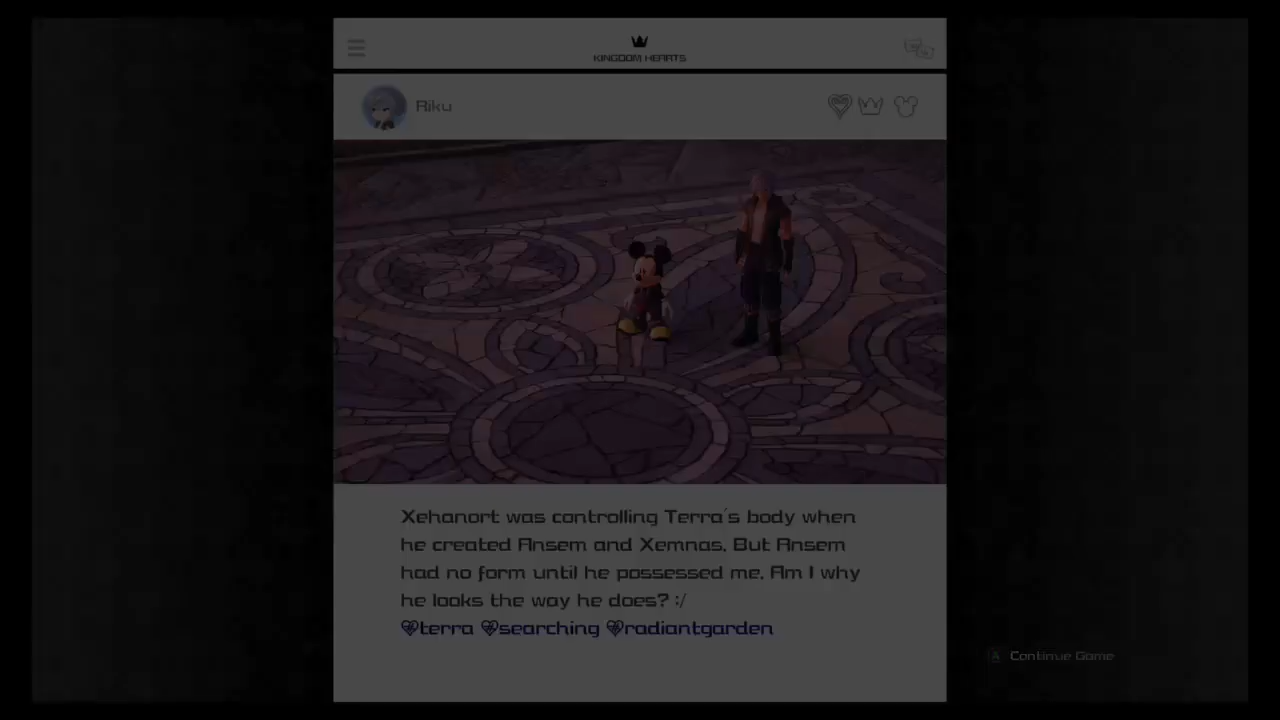 KINGDOM HEARTS
Riku
Xehanort was controlling Terra's body when
he created Ansem and Xemnas. But Ansem
had no form until he possessed me. Am I why
he looks the way he does? :/
terra searching radiantgarden
A Continue Game